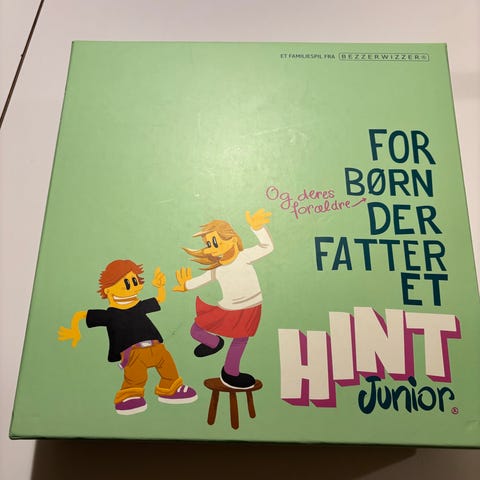 ET FAMILIESPIL FRA BEZZERWIZZER®
FOR
BØRN
Og deres
forældre
DER
FATTER
ET
HINT
Junior®